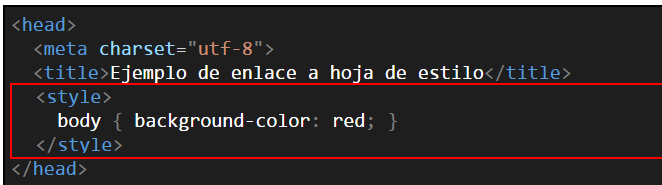 <head>
<meta charset="utf-8">
<title>Ejemplo de enlace a hoja de estilo</title>
<style>
body { background-color: red; }
</style>
</head>